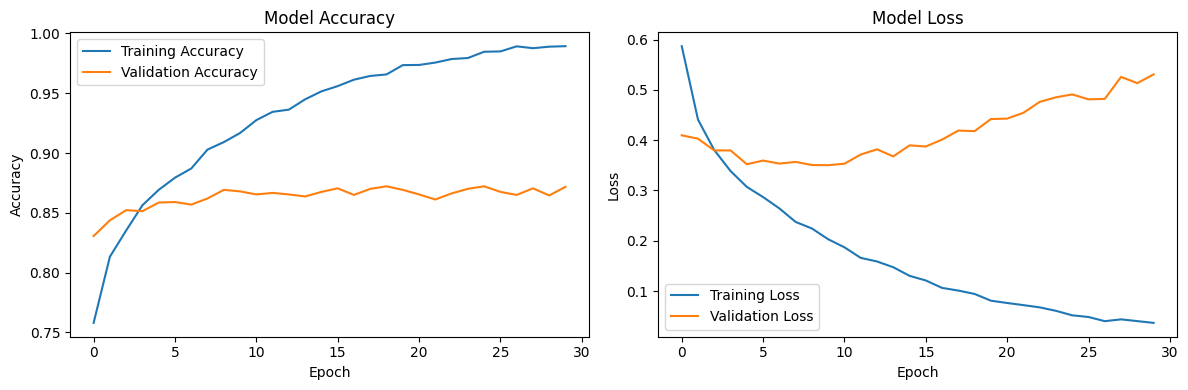 Model Accuracy
Training Accuracy
Validation Accuracy
Accuracy
1.00
0.95
0.90
0.85
0.80
0.75
0 5 10 15 20 25 30
Epoch
Model Loss
Training Loss
Validation Loss
Loss
0.6
0.5
0.4
0.3
0.2
0.1
0 5 10 15 20 25 30
Epoch